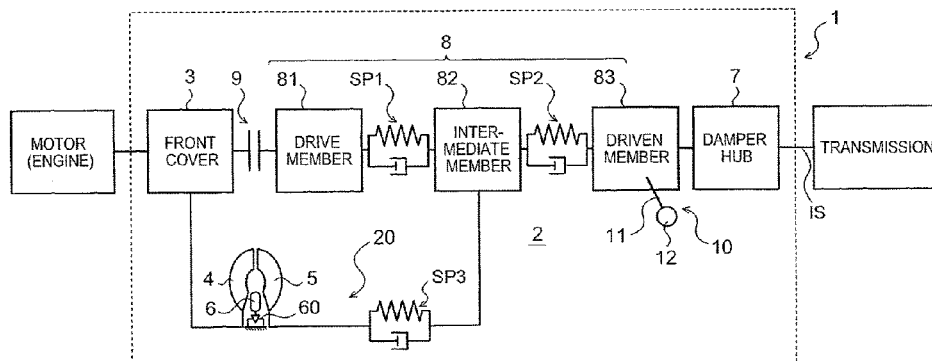 1
8
3
9
81
SP1
82
SP2
83
7
MOTOR
(ENGINE)
FRONT
COVER
DRIVE
MEMBER
INTER-
MEDIATE
MEMBER
DRIVEN
MEMBER
DAMPER
HUB
TRANSMISSION
IS
2
11
12
10
20
4
5
6
60
SP3